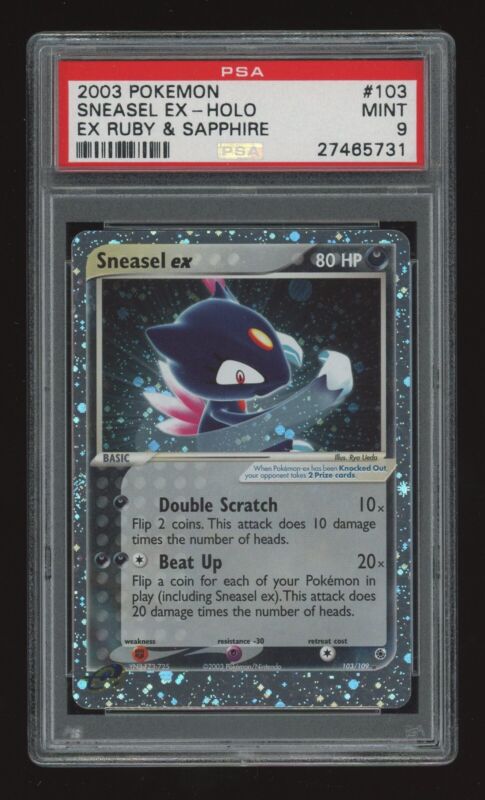 PSA
2003 POKEMON #103
SNEASEL EX-HOLO MINT
EX RUBY & SAPPHIRE 9
PSA 27465731
Sneasel ex 80 HP
BASIC Illus. Ryo Ueda
When Pokémon-ex has been Knocked Out,
your opponent takes 2 Prize cards.
Double Scratch 10×
Flip 2 coins. This attack does 10 damage
times the number of heads.
Beat Up 20×
Flip a coin for each of your Pokémon in
play (including Sneasel ex). This attack does
20 damage times the number of heads.
weakness resistance -30 retreat cost
©2003 Pokémon/Nintendo 103/109